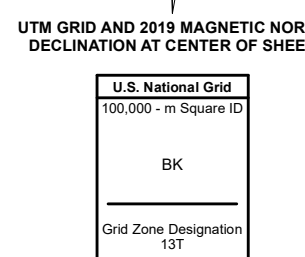 UTM GRID AND 2019 MAGNETIC NOR
DECLINATION AT CENTER OF SHEE
U.S. National Grid
100,000 - m Square ID
BK
Grid Zone Designation
13T